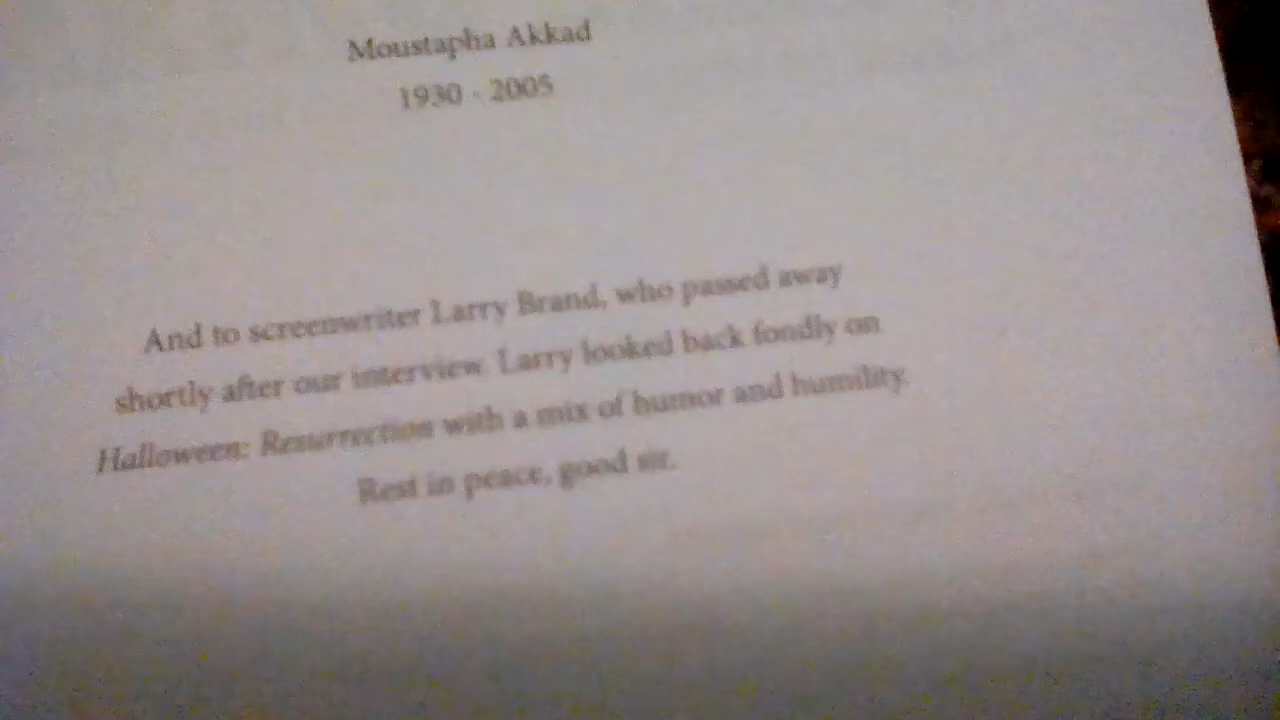 Moustapha Akkad
1930 - 2005
And to screenwriter Larry Brand, who passed away
shortly after our interview. Larry looked back fondly on
Halloween: Resurrection with a mix of humor and humility.
Rest in peace, good sir.